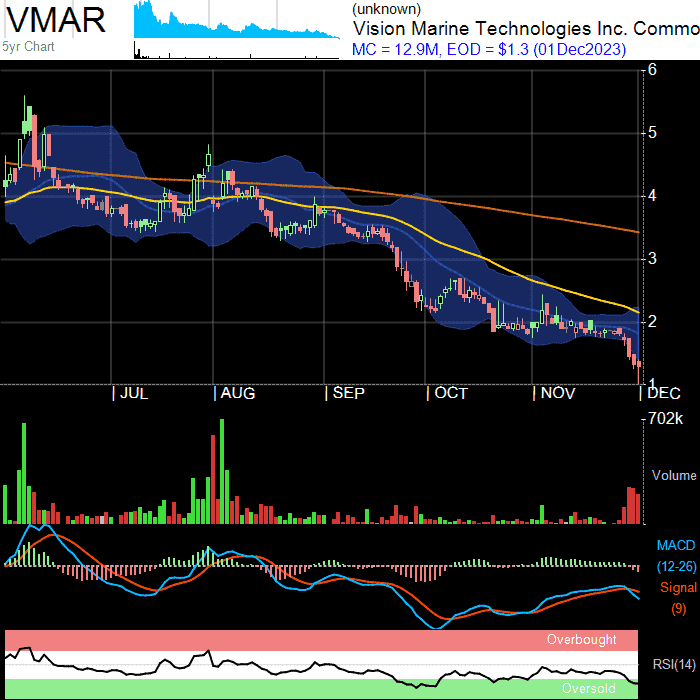 VMAR
5yr Chart
(unknown)
Vision Marine Technologies Inc. Commo
MC = 12.9M, EOD = $1.3 (01Dec2023)
6
5
4
3
2
1
JUL AUG SEP OCT NOV DEC
702k
Volume
MACD
(12-26)
Signal
(9)
Overbought
RSI(14)
Oversold